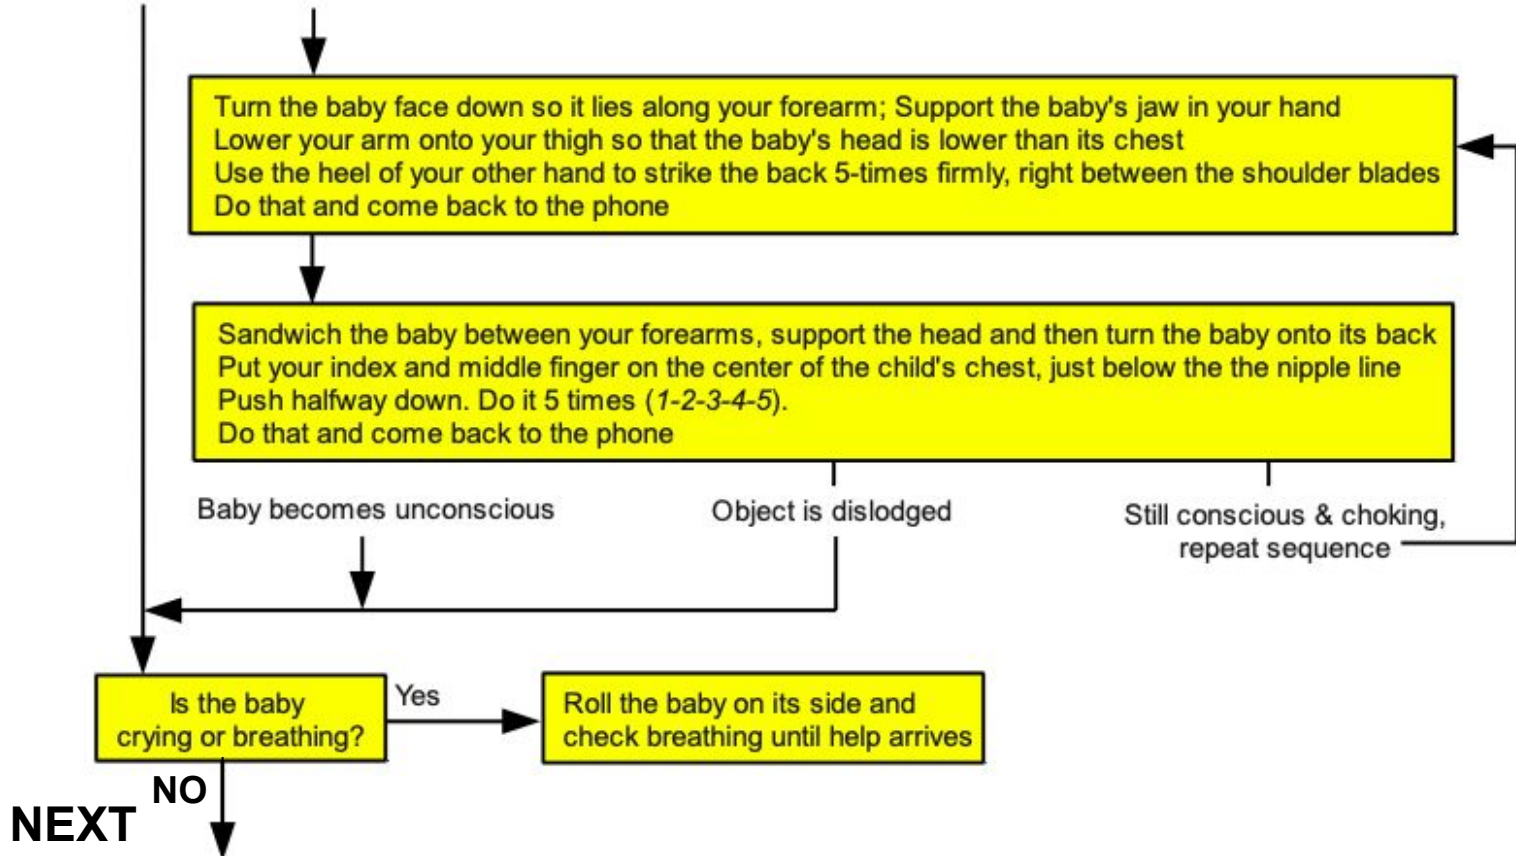 Turn the baby face down so it lies along your forearm; Support the baby's jaw in your hand
Lower your arm onto your thigh so that the baby's head is lower than its chest
Use the heel of your other hand to strike the back 5-times firmly, right between the shoulder blades
Do that and come back to the phone
Sandwich the baby between your forearms, support the head and then turn the baby onto its back
Put your index and middle finger on the center of the child's chest, just below the the nipple line
Push halfway down. Do it 5 times (1-2-3-4-5).
Do that and come back to the phone
Baby becomes unconscious
Object is dislodged
Still conscious & choking,
repeat sequence
Is the baby
crying or breathing?
Yes
Roll the baby on its side and
check breathing until help arrives
NO
NEXT